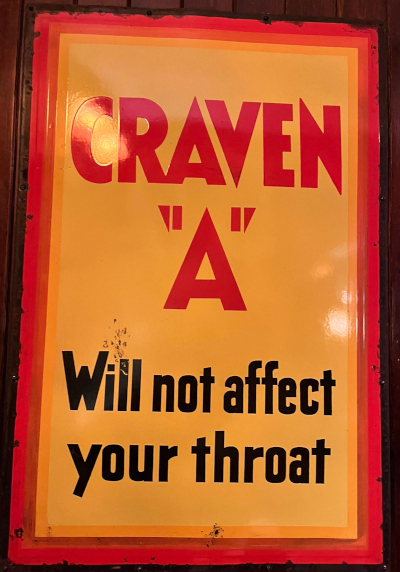 CRAVEN
"A"
Will not affect
your throat